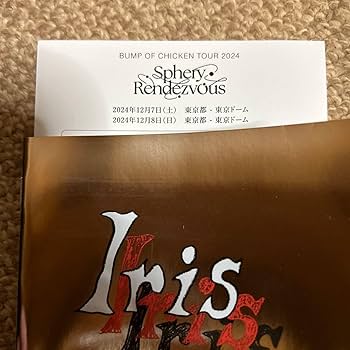 BUMP OF CHICKEN TOUR 2024
Sphery
Rendezvous
2024年12月7日(土) 東京都 - 東京ドーム
2024年12月8日(日) 東京都 - 東京ドーム
Iris
Iris
Iris